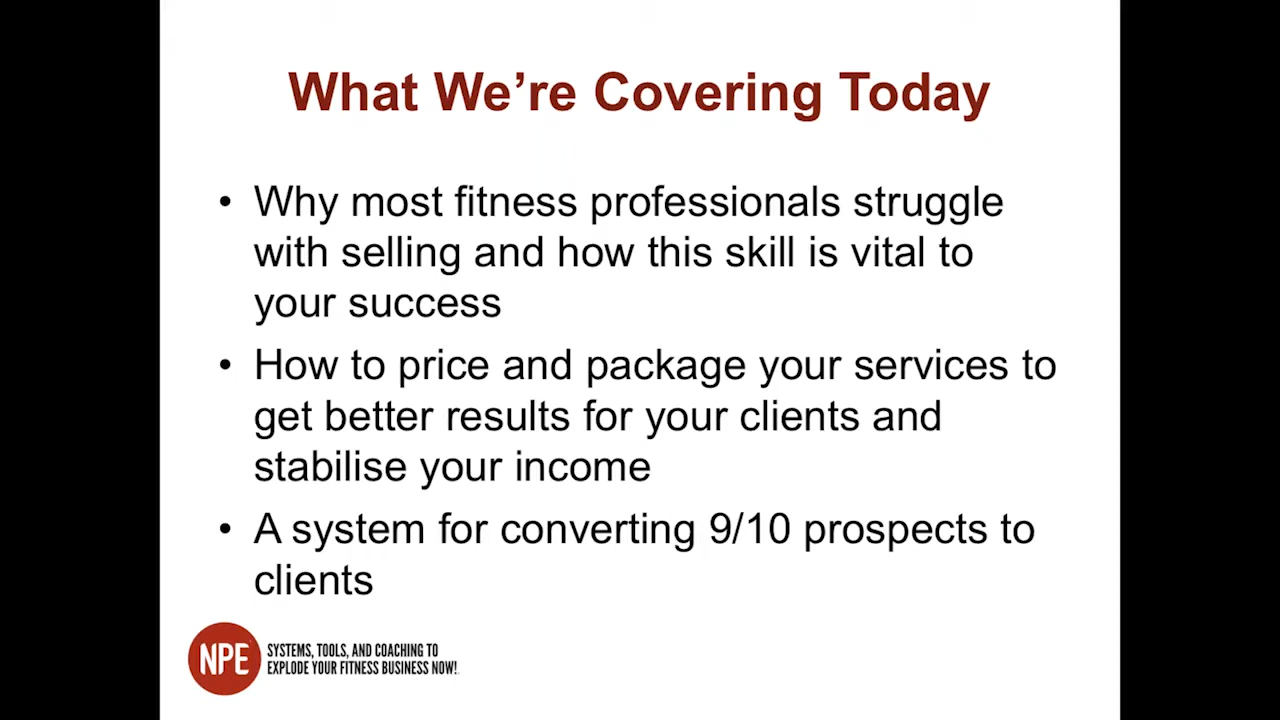 What We’re Covering Today
• Why most fitness professionals struggle
with selling and how this skill is vital to
your success
• How to price and package your services to
get better results for your clients and
stabilise your income
• A system for converting 9/10 prospects to
clients
NPE
SYSTEMS, TOOLS, AND COACHING TO
EXPLODE YOUR FITNESS BUSINESS NOW!